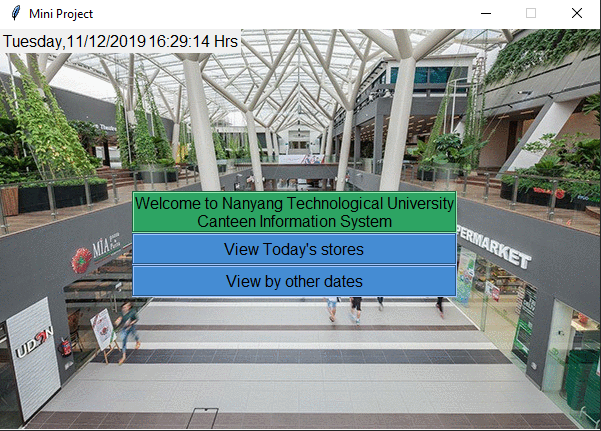 Mini Project
Tuesday,11/12/2019 16:29:14 Hrs
Welcome to Nanyang Technological University
Canteen Information System
View Today's stores
View by other dates
MIA
PERMARKET
UDON